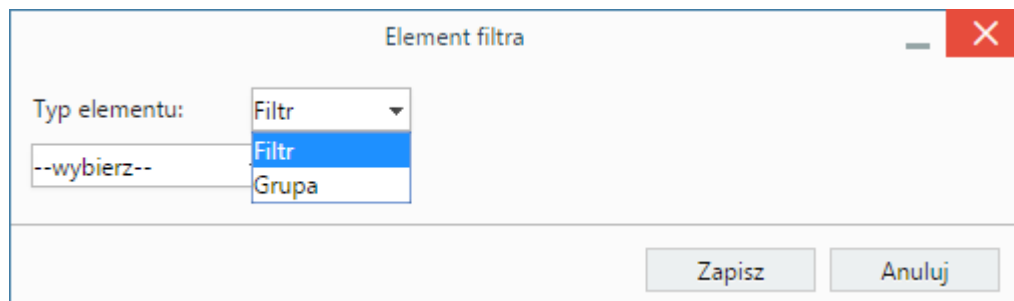 Element filtra
Typ elementu: Filtr
Filtr
--wybierz--
Grupa
Zapisz Anuluj